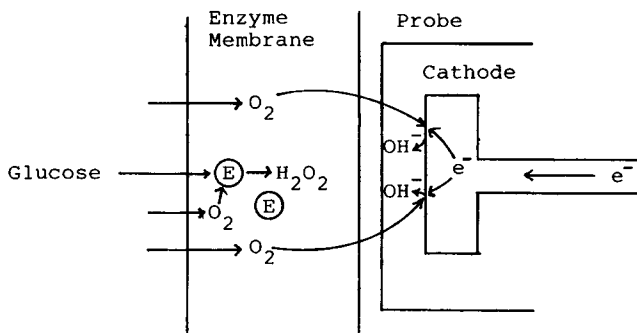 Enzyme
Membrane
Probe
Cathode
O₂
OH⁻
Glucose
E
H₂O₂
e⁻
e⁻
OH⁻
E
O₂
O₂